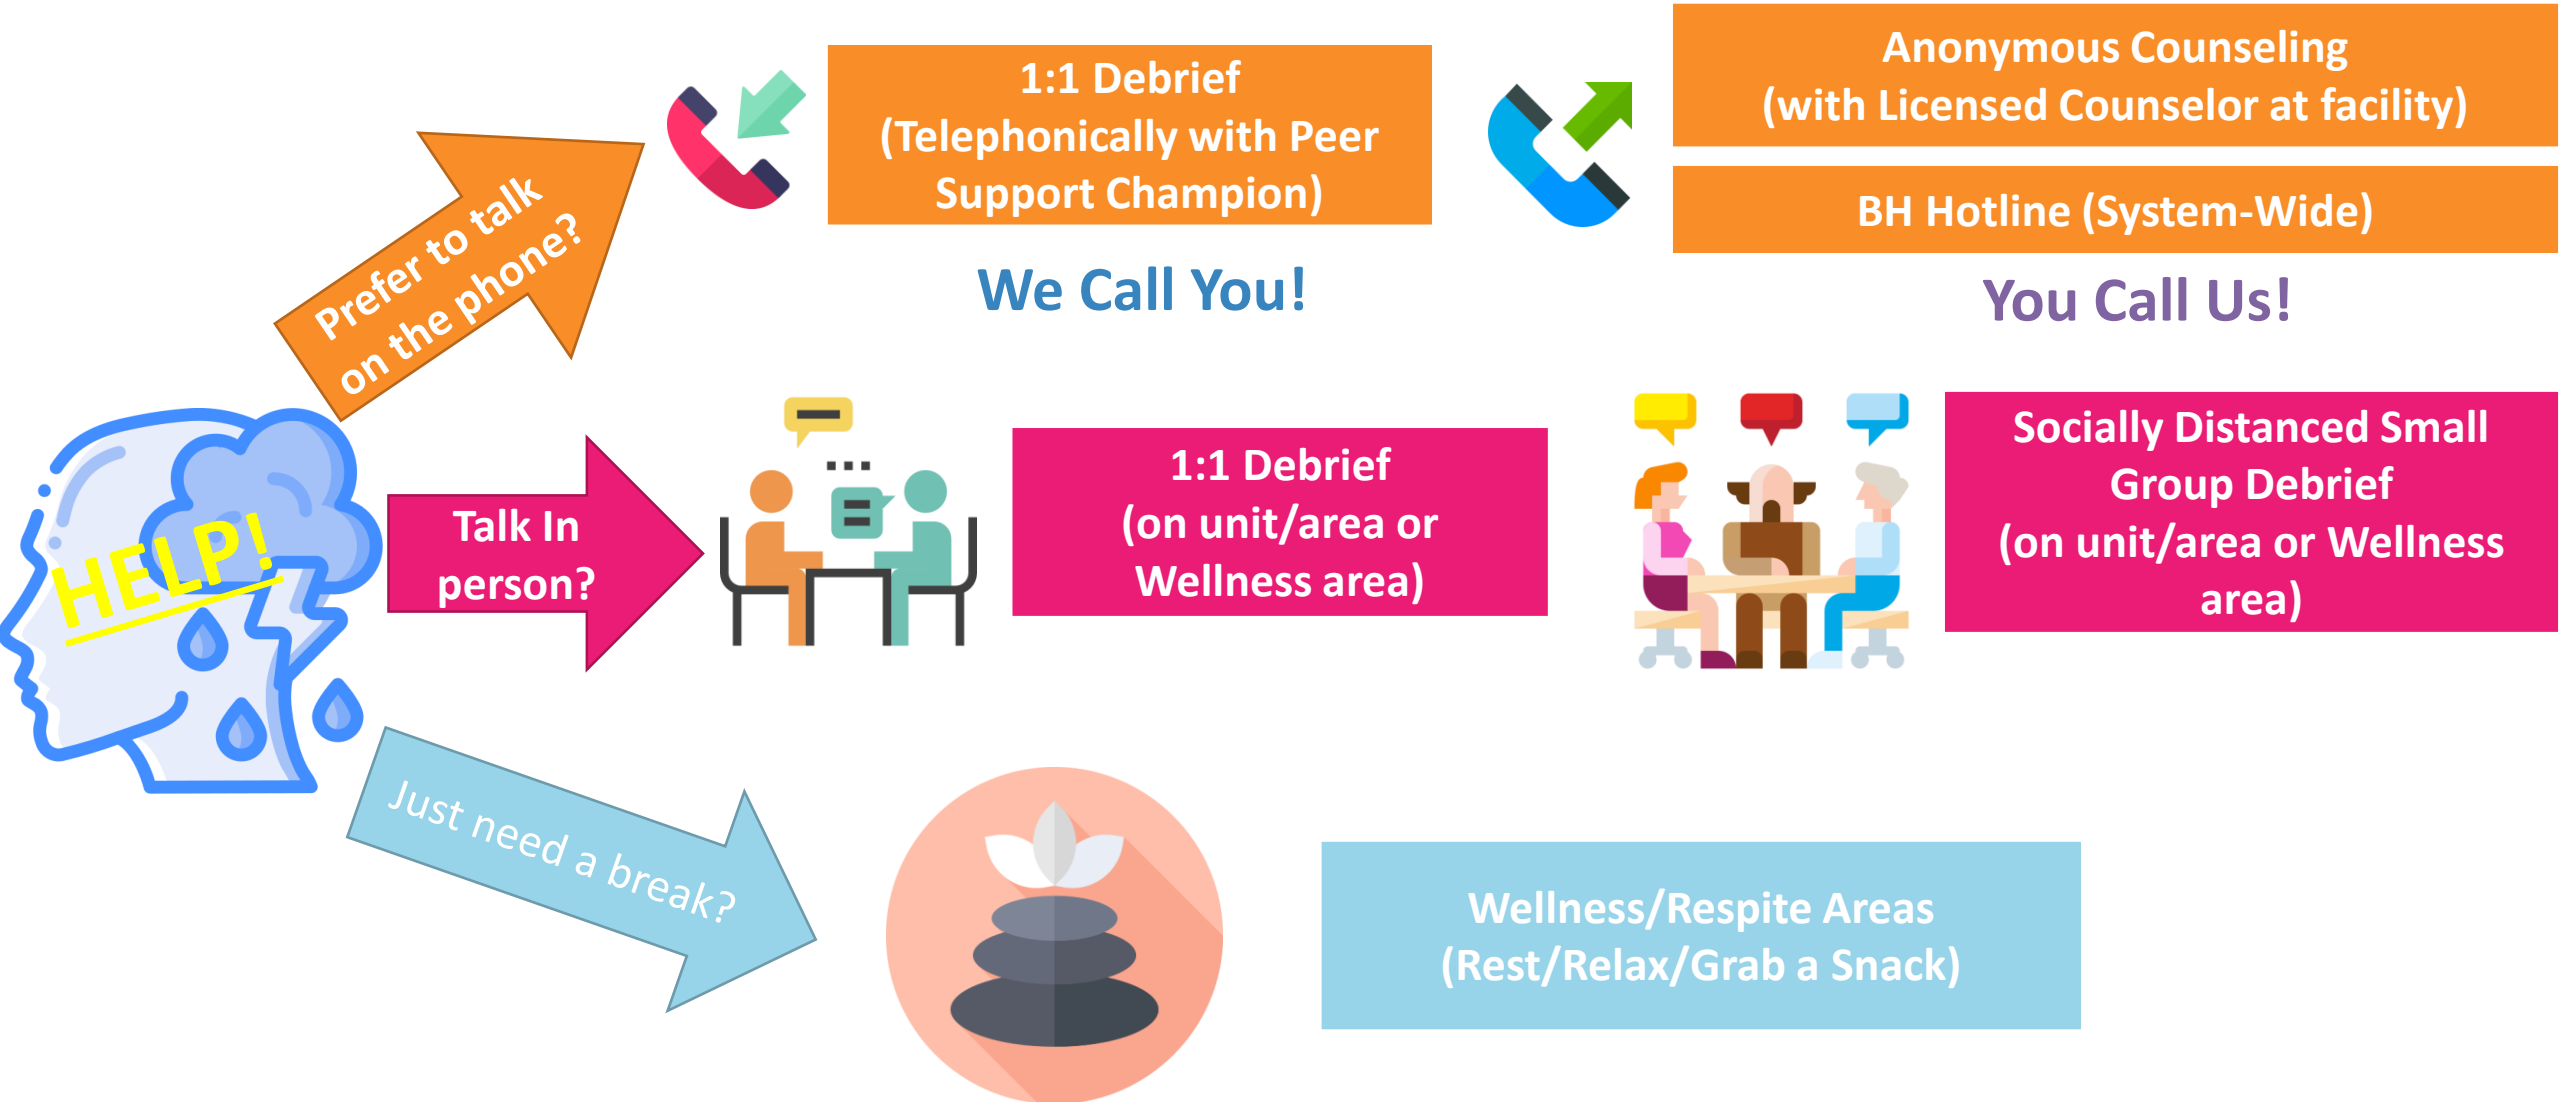 HELP!
Prefer to talk
on the phone?
1:1 Debrief
(Telephonically with Peer
Support Champion)
We Call You!
Anonymous Counseling
(with Licensed Counselor at facility)
BH Hotline (System-Wide)
You Call Us!
Talk In
person?
1:1 Debrief
(on unit/area or
Wellness area)
Socially Distanced Small
Group Debrief
(on unit/area or Wellness
area)
Just need a break?
Wellness/Respite Areas
(Rest/Relax/Grab a Snack)